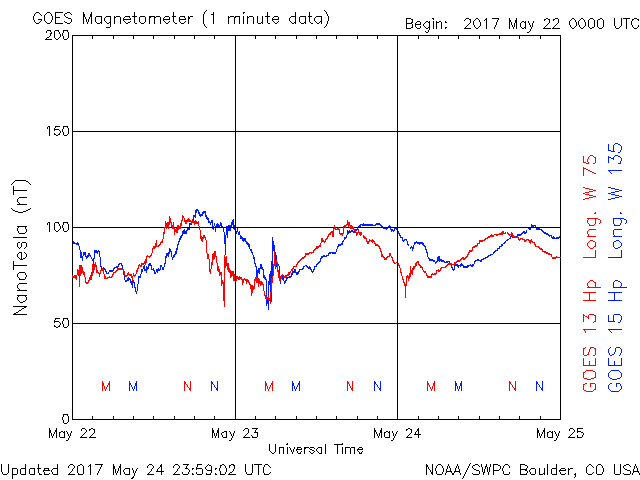 GOES Magnetometer (1 minute data)
Begin: 2017 May 22 0000 UTC
200
150
100
50
0
NanoTesla (nT)
GOES 13 Hp Long. W 75
GOES 15 Hp Long. W 135
M M N N M M N N M M N N
May 22 May 23 May 24 May 25
Universal Time
Updated 2017 May 24 23:59:02 UTC
NOAA/SWPC Boulder, CO USA